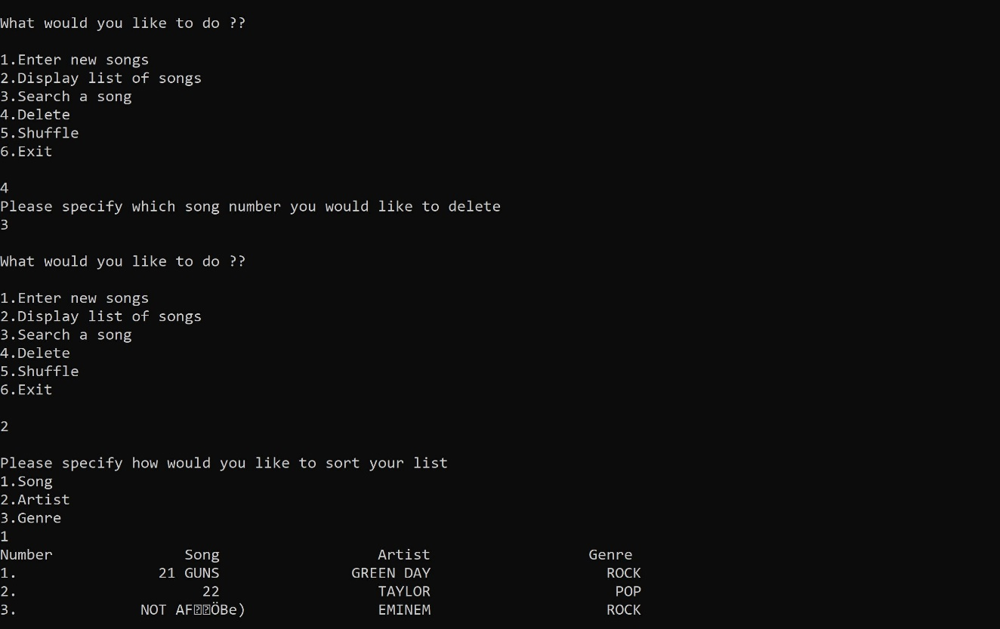 What would you like to do ??
1.Enter new songs
2.Display list of songs
3.Search a song
4.Delete
5.Shuffle
6.Exit
4
Please specify which song number you would like to delete
3
What would you like to do ??
1.Enter new songs
2.Display list of songs
3.Search a song
4.Delete
5.Shuffle
6.Exit
2
Please specify how would you like to sort your list
1.Song
2.Artist
3.Genre
1
Number Song Artist Genre
1. 21 GUNS GREEN DAY ROCK
2. 22 TAYLOR POP
3. NOT EMINEM ROCK